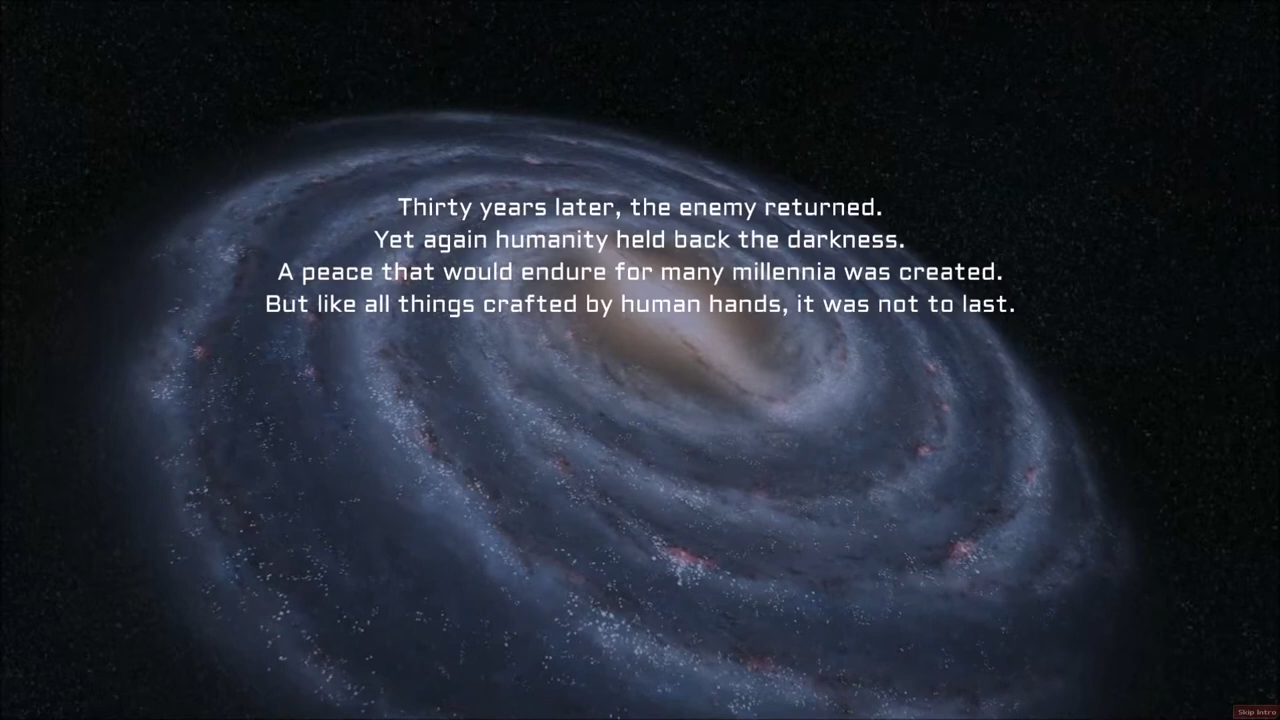 Thirty years later, the enemy returned.
Yet again humanity held back the darkness.
A peace that would endure for many millennia was created.
But like all things crafted by human hands, it was not to last.
Skip Intro